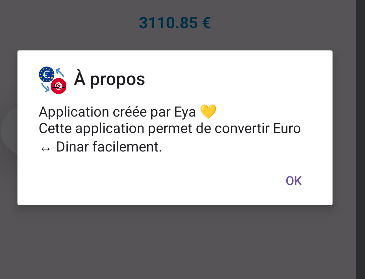 3110.85 €
À propos
Application créée par Eya 💛
Cette application permet de convertir Euro
↔ Dinar facilement.
OK